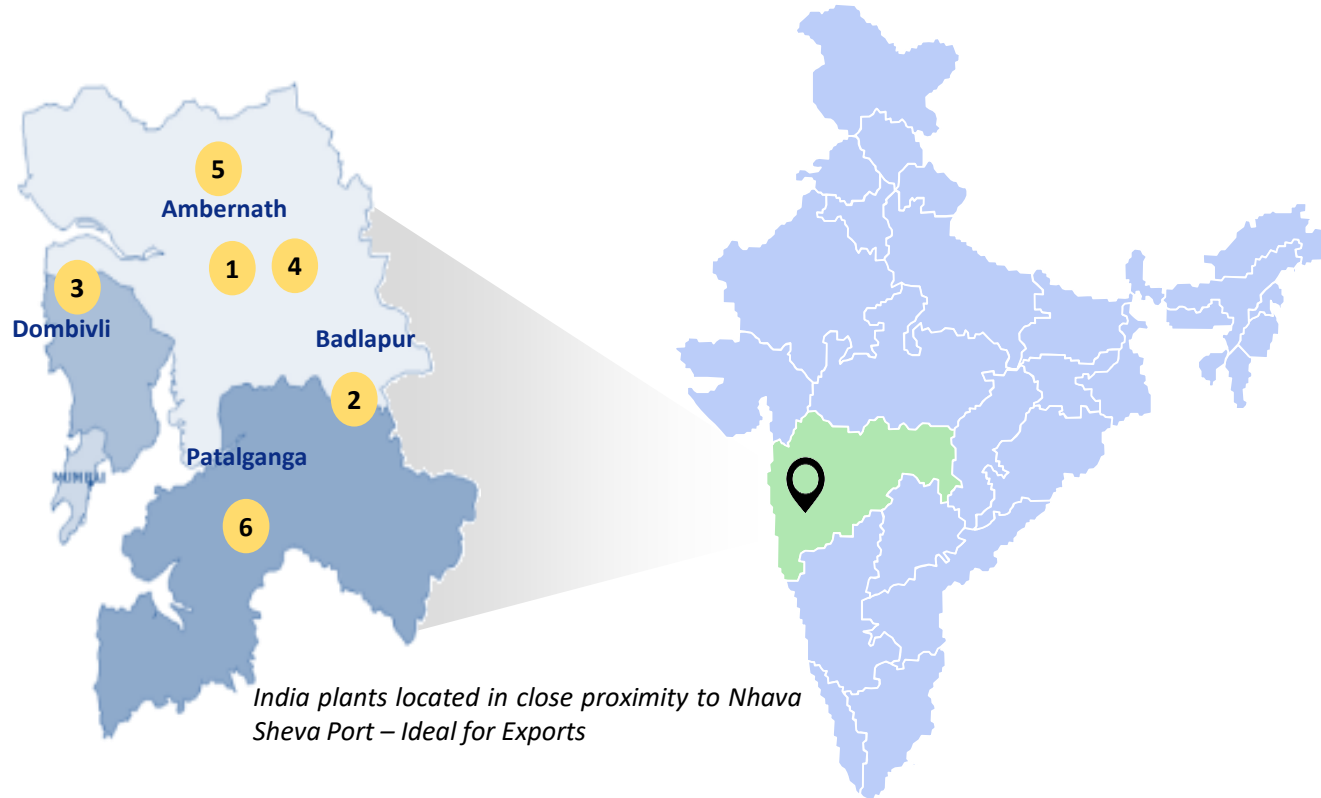 5
Ambernath
1
4
3
Dombivli
Badlapur
2
Patalganga
MUMBAI
6
India plants located in close proximity to Nhava
Sheva Port – Ideal for Exports